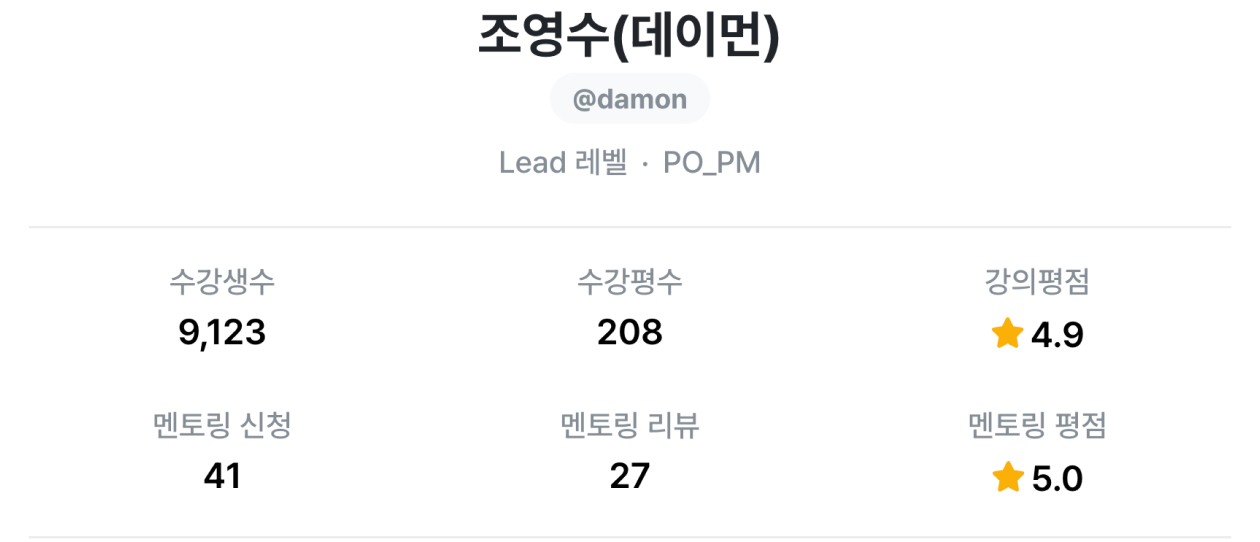 조영수(데이먼)
@damon
Lead 레벨 · PO_PM
수강생수 수강평수 강의평점
9,123 208 4.9
멘토링 신청 멘토링 리뷰 멘토링 평점
41 27 5.0